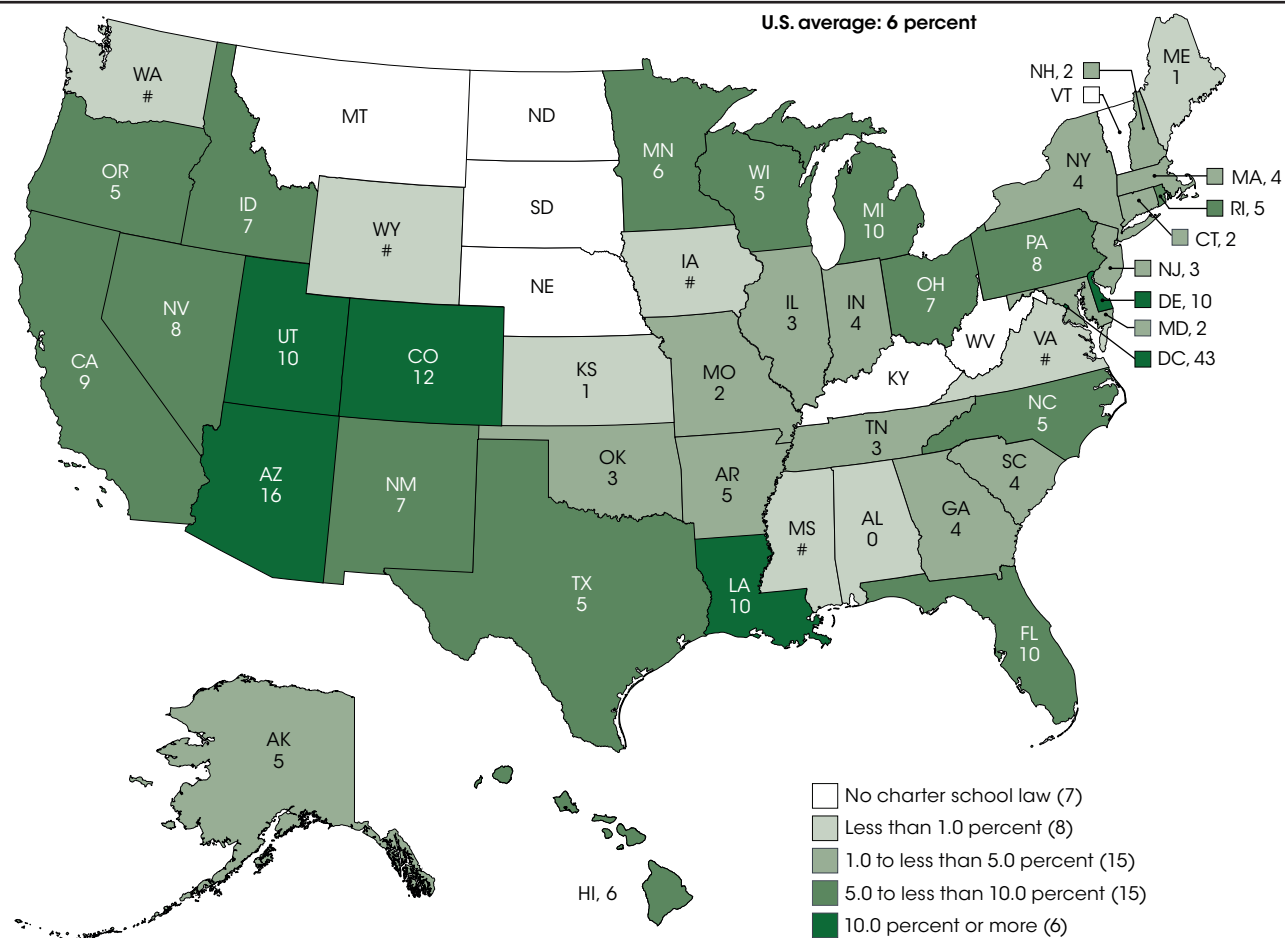 U.S. average: 6 percent
WA
#
MT
ND
MN
6
OR
5
ID
7
WY
#
SD
WI
5
MI
10
NY
4
ME
1
NH, 2
VT
MA, 4
RI, 5
CT, 2
NJ, 3
DE, 10
MD, 2
DC, 43
NE
IA
#
PA
8
NV
8
UT
10
CO
12
CA
9
KS
1
MO
2
IL
3
IN
4
OH
7
WV
VA
#
KY
NC
5
TN
3
SC
4
AZ
16
NM
7
OK
3
AR
5
MS
#
AL
0
GA
4
TX
5
LA
10
FL
10
AK
5
HI, 6
No charter school law (7)
Less than 1.0 percent (8)
1.0 to less than 5.0 percent (15)
5.0 to less than 10.0 percent (15)
10.0 percent or more (6)